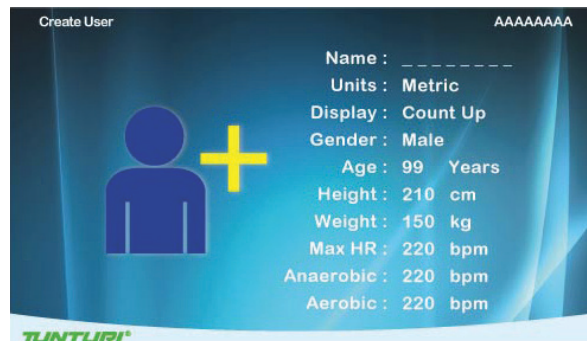 Create User
AAAAAAAA
Name : _ _ _ _ _ _ _ _
Units : Metric
Display : Count Up
Gender : Male
Age : 99 Years
Height : 210 cm
Weight : 150 kg
Max HR : 220 bpm
Anaerobic : 220 bpm
Aerobic : 220 bpm
TUNTURI®